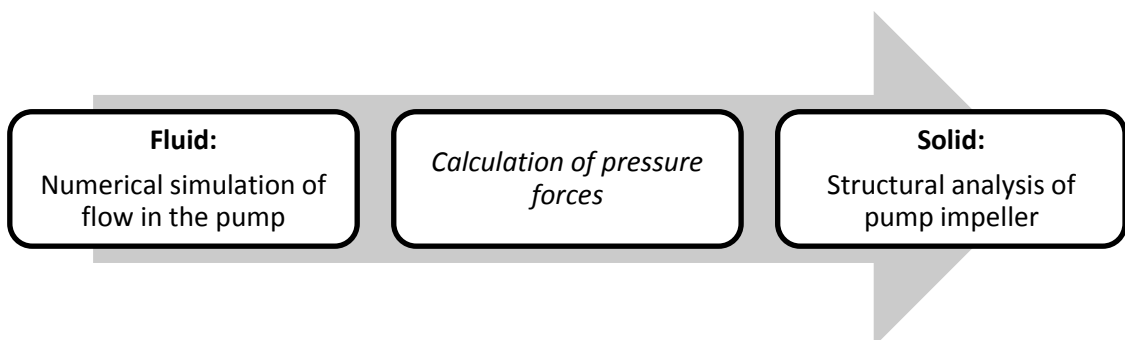 Fluid:
Numerical simulation of
flow in the pump
Calculation of pressure
forces
Solid:
Structural analysis of
pump impeller